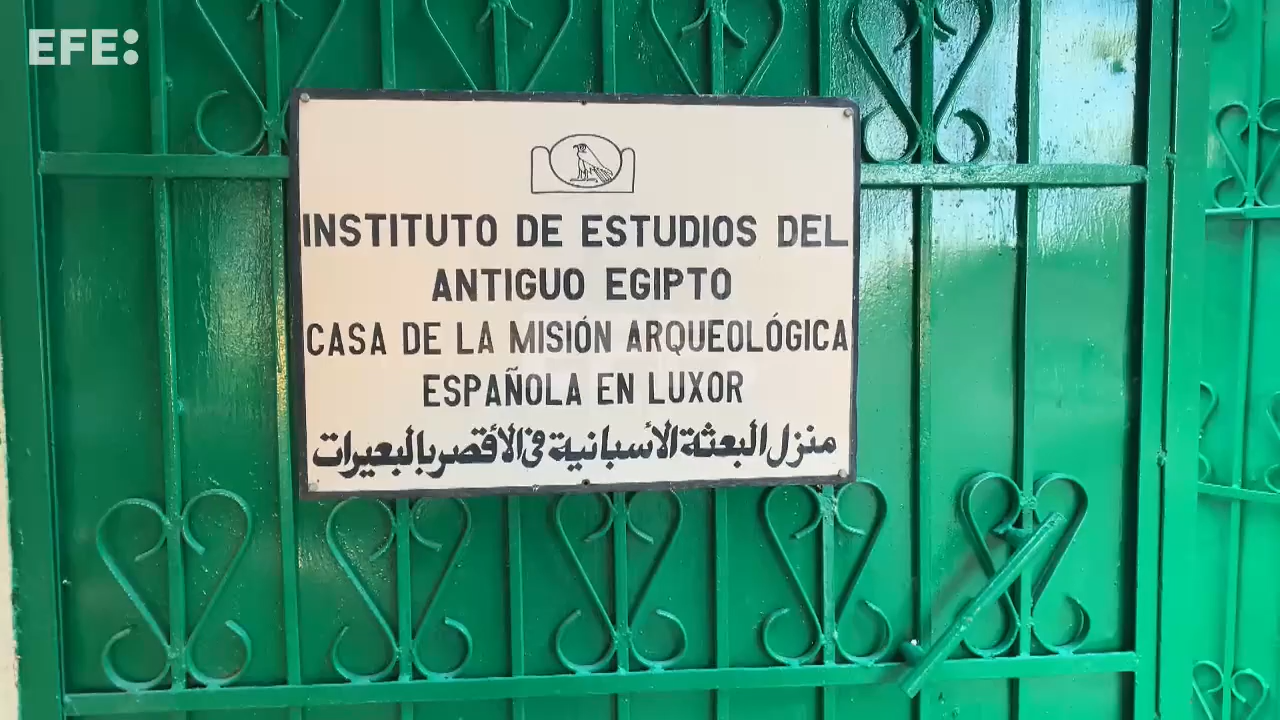 EFE:
INSTITUTO DE ESTUDIOS DEL
ANTIGUO EGIPTO
CASA DE LA MISIÓN ARQUEOLÓGICA
ESPAÑOLA EN LUXOR
منزل البعثة الأسبانية فى الأقصر بالبعيرات